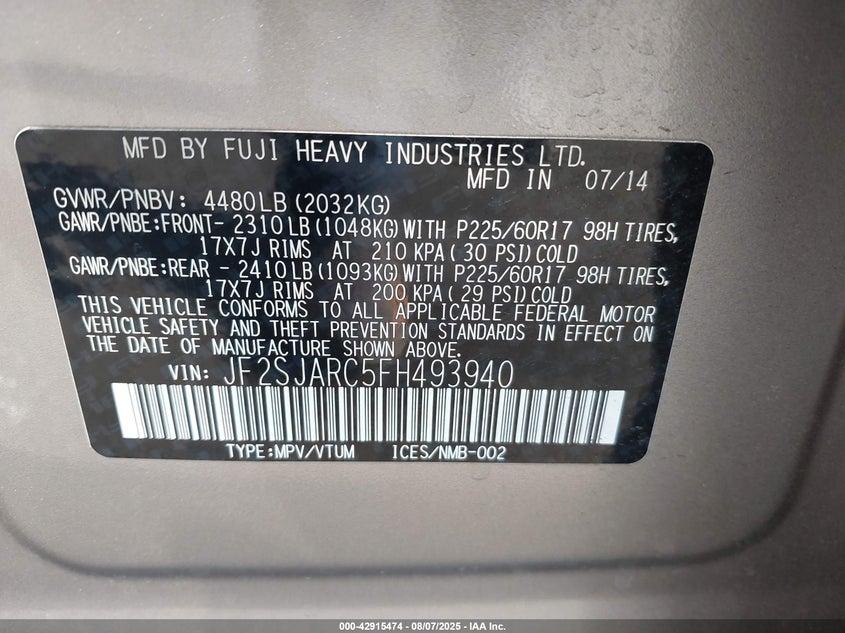 MFD BY FUJI HEAVY INDUSTRIES LTD.
MFD IN 07/14
GVWR/PNBV: 4480LB (2032KG)
GAWR/PNBE:FRONT- 2310LB (1048KG) WITH P225/60R17 98H TIRES,
17X7J RIMS AT 210 KPA ( 30 PSI) COLD
GAWR/PNBE:REAR - 2410LB (1093KG) WITH P225/60R17 98H TIRES,
17X7J RIMS AT 200 KPA ( 29 PSI) COLD
THIS VEHICLE CONFORMS TO ALL APPLICABLE FEDERAL MOTOR
VEHICLE SAFETY AND THEFT PREVENTION STANDARDS IN EFFECT ON
THE DATE OF MANUFACTURE SHOWN ABOVE.
VIN: JF2SJARC5FH493940
TYPE:MPV/VTUM ICES/NMB-002
000-42915474 - 08/07/2025 - IAA Inc.